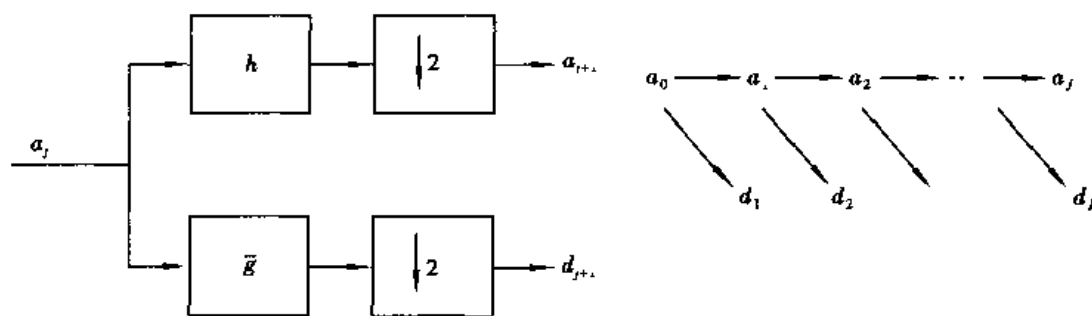 h ↓2 a_{j+1}
a_0 a_1 a_2 ·· a_J
a_j
d_1 d_2 d_J
g̅ ↓2 d_{j+1}